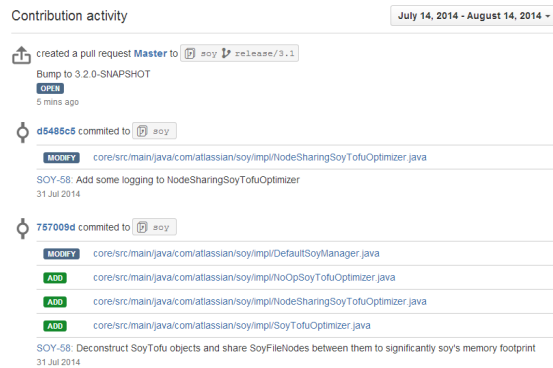 Contribution activity
July 14, 2014 - August 14, 2014
created a pull request Master to soy release/3.1
Bump to 3.2.0-SNAPSHOT
OPEN
5 mins ago
d5485c5 commited to soy
MODIFY core/src/main/java/com/atlassian/soy/impl/NodeSharingSoyTofuOptimizer.java
SOY-58: Add some logging to NodeSharingSoyTofuOptimizer
31 Jul 2014
757009d commited to soy
MODIFY core/src/main/java/com/atlassian/soy/impl/DefaultSoyManager.java
ADD core/src/main/java/com/atlassian/soy/impl/NoOpSoyTofuOptimizer.java
ADD core/src/main/java/com/atlassian/soy/impl/NodeSharingSoyTofuOptimizer.java
ADD core/src/main/java/com/atlassian/soy/impl/SoyTofuOptimizer.java
SOY-58: Deconstruct SoyTofu objects and share SoyFileNodes between them to significantly soy's memory footprint
31 Jul 2014